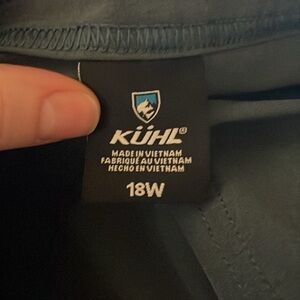 KÜHL®
MADE IN VIETNAM
FABRIQUÉ AU VIETNAM
HECHO EN VIETNAM
18W